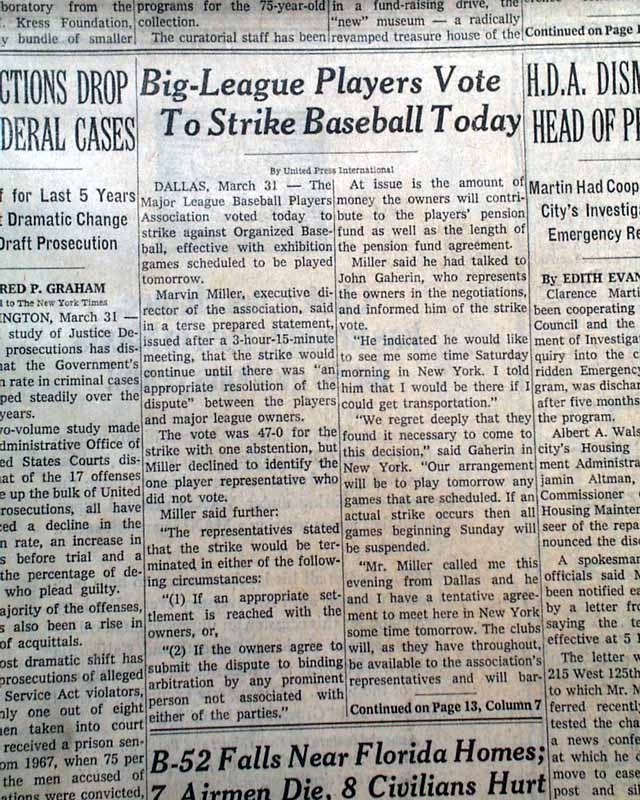 boratory from the
. Kress Foundation,
y bundle of smaller
programs for the 75-year-old
collection.
The curatorial staff has been
in a fund-raising drive, the
"new" museum — a radically
revamped treasure house of the
Continued on Page
CTIONS DROP
DERAL CASES
f for Last 5 Years
t Dramatic Change
Draft Prosecution
RED P. GRAHAM
l to The New York Times
INGTON, March 31 —
study of Justice De-
prosecutions has dis-
hat the Government's
n rate in criminal cases
ped steadily over the
years.
wo-volume study made
dministrative Office of
ed States Courts dis-
hat of the 17 offenses
e up the bulk of United
rosecutions, all have
ced a decline in the
n rate, an increase in
s before trial and a
the percentage of de-
who plead guilty.
ajority of the offenses,
s also been a rise in
of acquittals.
ost dramatic shift has
prosecutions of alleged
Service Act violators,
nly one out of eight
en taken into court
received a prison sen-
om 1967, when 75 per
the men accused of
ations were convicted,
Big-League Players Vote
To Strike Baseball Today
By United Press International
DALLAS, March 31 — The
Major League Baseball Players
Association voted today to
strike against Organized Base-
ball, effective with exhibition
games scheduled to be played
tomorrow.
Marvin Miller, executive di-
rector of the association, said
in a terse prepared statement,
issued after a 3-hour-15-minute
meeting, that the strike would
continue until there was "an
appropriate resolution of the
dispute" between the players
and major league owners.
The vote was 47-0 for the
strike with one abstention, but
Miller declined to identify the
one player representative who
did not vote.
Miller said further:
"The representatives stated
that the strike would be ter-
minated in either of the follow-
ing circumstances:
"(1) If an appropriate set-
tlement is reached with the
owners, or,
"(2) If the owners agree to
submit the dispute to binding
arbitration by any prominent
person not associated with
either of the parties."
At issue is the amount of
money the owners will contri-
bute to the players' pension
fund as well as the length of
the pension fund agreement.
Miller said he had talked to
John Gaherin, who represents
the owners in the negotiations,
and informed him of the strike
vote.
"He indicated he would like
to see me some time Saturday
morning in New York. I told
him that I would be there if I
could get transportation."
"We regret deeply that they
found it necessary to come to
this decision," said Gaherin in
New York. "Our arrangement
will be to play tomorrow any
games that are scheduled. If an
actual strike occurs then all
games beginning Sunday will
be suspended.
"Mr. Miller called me this
evening from Dallas and he
and I have a tentative agree-
ment to meet here in New York
some time tomorrow. The clubs
will, as they have throughout,
be available to the association's
representatives and will bar-
Continued on Page 13, Column 7
B-52 Falls Near Florida Homes;
7 Airmen Die, 8 Civilians Hurt
H.D.A. DISM
HEAD OF P
Martin Had Coop
City's Investiga
Emergency Re
By EDITH EVAN
Clarence Marti
been cooperating
Council and the
ment of Investiga
quiry into the c
ridden Emergency
gram, was dischar
after five months
the program.
Albert A. Wals
city's Housing
ment Administra
jamin Altman,
Commissioner
Housing Mainten
seer of the repa
nounced the disc
A spokesman
officials said M
been notified ea
by a letter fro
saying the te
effective at 5
The letter w
215 West 125th
to which Mr. M
ferred recently
tested the cha
a news confe
at which he d
move to ease
post and si